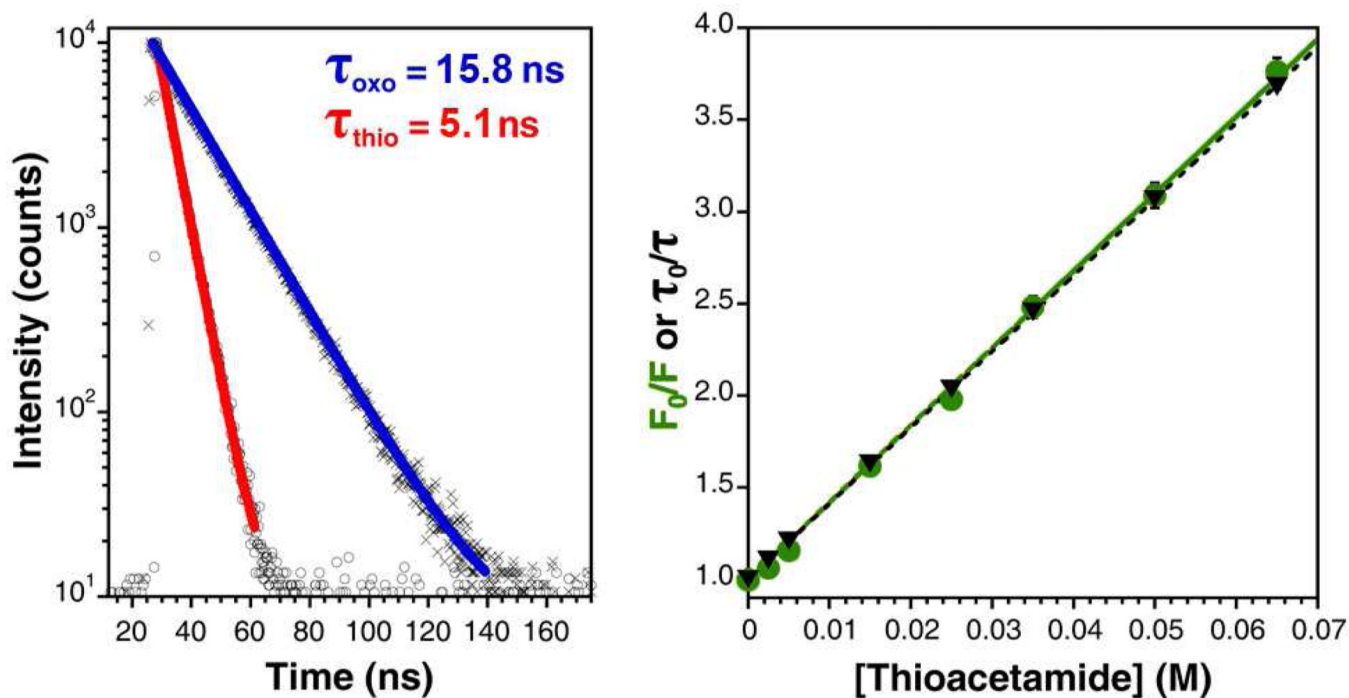 10⁴
10³
10²
10¹
Intensity (counts)
τoxo = 15.8 ns
τthio = 5.1 ns
20 40 60 80 100 120 140 160
Time (ns)
4.0
3.5
3.0
2.5
2.0
1.5
1.0
F₀/F or τ₀/τ
0 0.01 0.02 0.03 0.04 0.05 0.06 0.07
[Thioacetamide] (M)